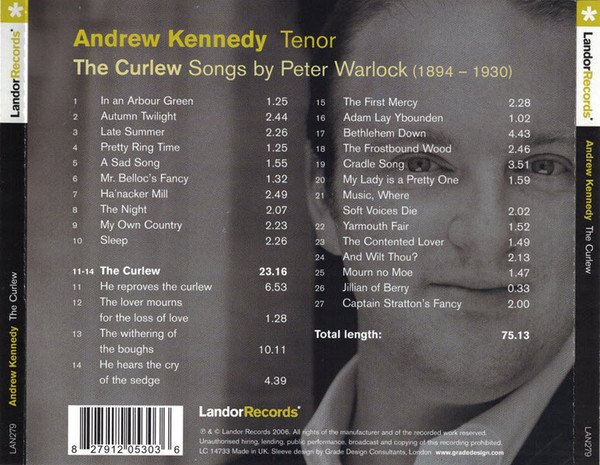 LandorRecords
Andrew Kennedy The Curlew
LAN279
Andrew Kennedy Tenor
The Curlew Songs by Peter Warlock (1894 – 1930)
1 In an Arbour Green 1.25
2 Autumn Twilight 2.44
3 Late Summer 2.26
4 Pretty Ring Time 1.25
5 A Sad Song 1.55
6 Mr. Belloc's Fancy 1.32
7 Ha'nacker Mill 2.49
8 The Night 2.07
9 My Own Country 2.23
10 Sleep 2.26
11-14 The Curlew 23.16
11 He reproves the curlew 6.53
12 The lover mourns
for the loss of love 1.28
13 The withering of
the boughs 10.11
14 He hears the cry
of the sedge 4.39
15 The First Mercy 2.28
16 Adam Lay Ybounden 1.02
17 Bethlehem Down 4.43
18 The Frostbound Wood 2.46
19 Cradle Song 3.51
20 My Lady is a Pretty One 1.59
21 Music, Where
Soft Voices Die 2.02
22 Yarmouth Fair 1.52
23 The Contented Lover 1.49
24 And Wilt Thou? 2.13
25 Mourn no Moe 1.47
26 Jillian of Berry 0.33
27 Captain Stratton's Fancy 2.00
Total length: 75.13
8 27912 05303 6
LandorRecords
℗ & © Landor Records 2006. All rights of the manufacturer and of the recorded work reserved.
Unauthorised hiring, lending, public performance, broadcast and copying of this recording prohibited.
LC 14733 Made in UK. Sleeve design by Grade Design Consultants, London www.gradedesign.com
LandorRecords
Andrew Kennedy The Curlew
LAN279